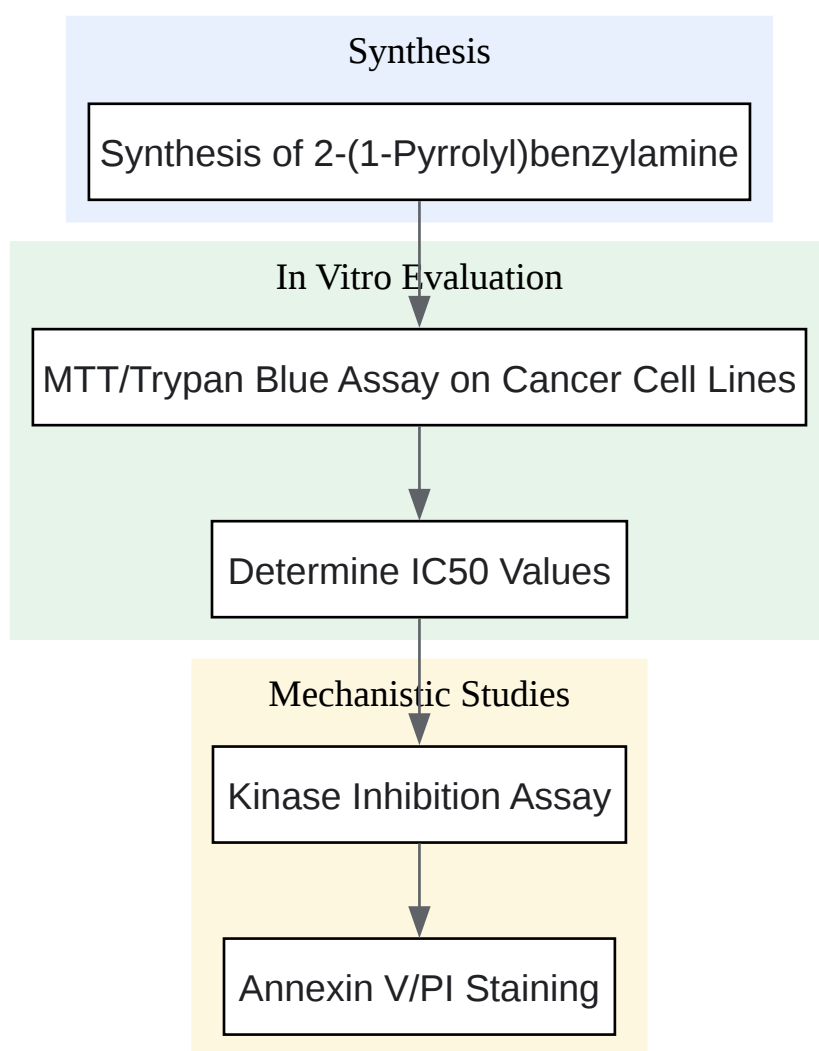 Synthesis
Synthesis of 2-(1-Pyrrolyl)benzylamine
In Vitro Evaluation
MTT/Trypan Blue Assay on Cancer Cell Lines
Determine IC50 Values
Mechanistic Studies
Kinase Inhibition Assay
Annexin V/PI Staining